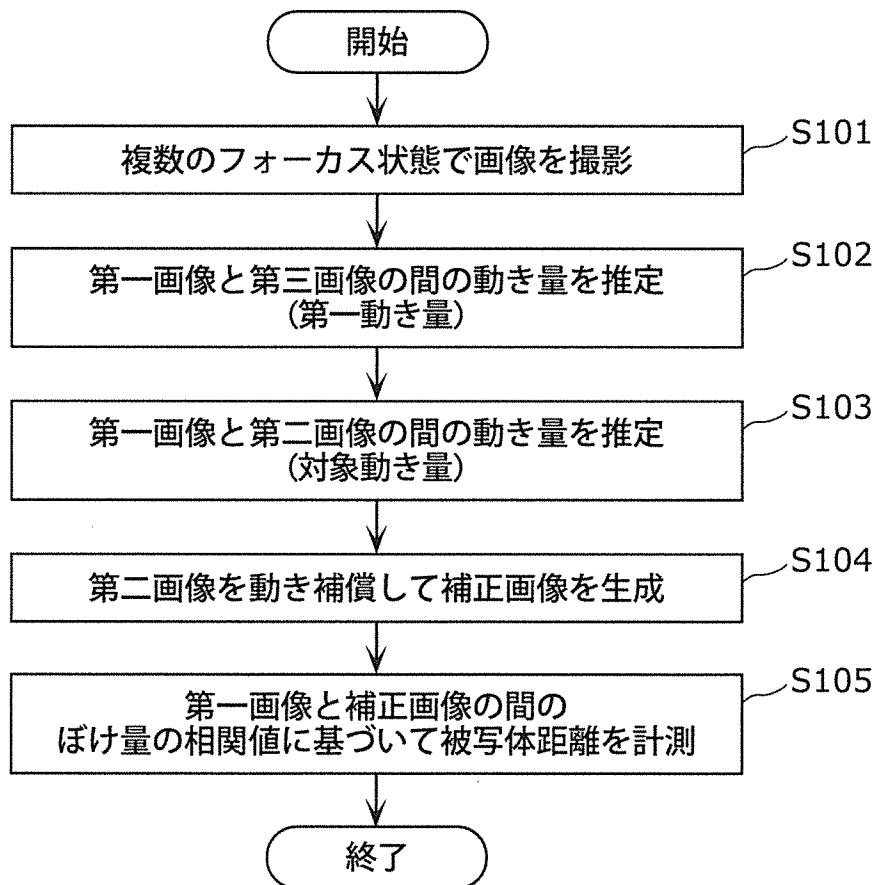 開始
複数のフォーカス状態で画像を撮影
S101
第一画像と第三画像の間の動き量を推定
(第一動き量)
S102
第一画像と第二画像の間の動き量を推定
(対象動き量)
S103
第二画像を動き補償して補正画像を生成
S104
第一画像と補正画像の間の
ぼけ量の相関値に基づいて被写体距離を計測
S105
終了